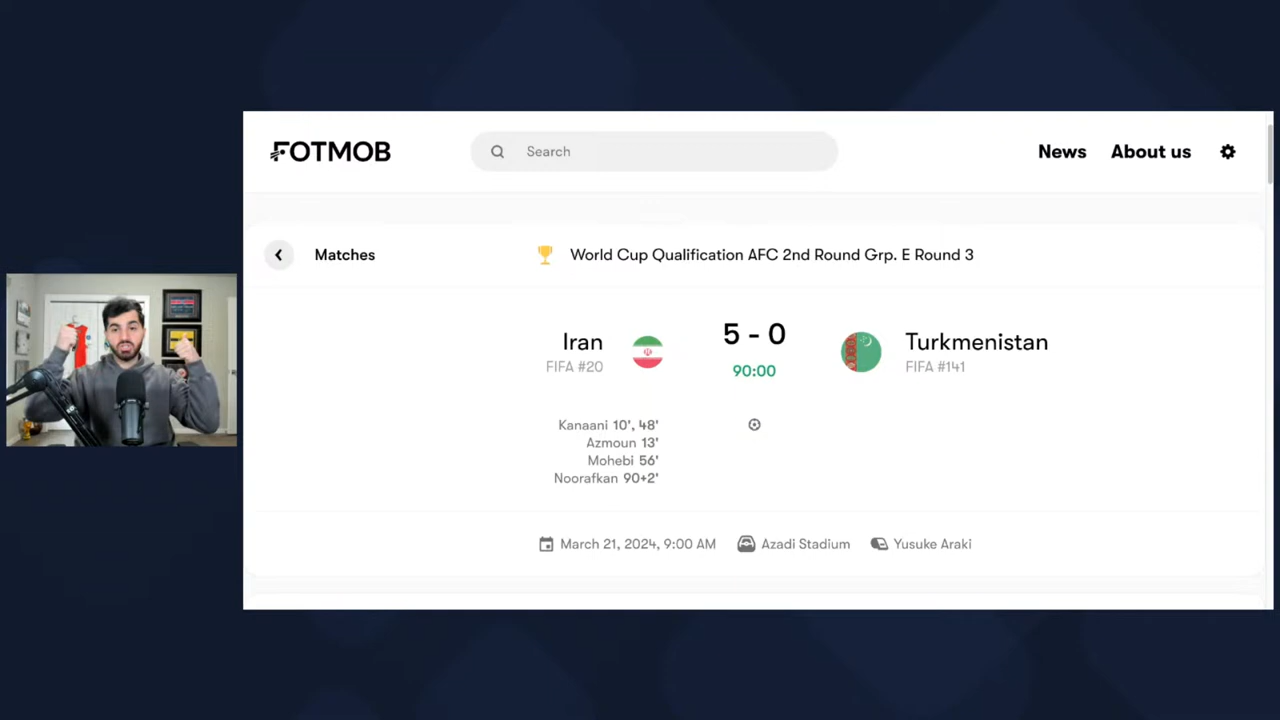 FOTMOB
Search
News
About us
Matches
World Cup Qualification AFC 2nd Round Grp. E Round 3
Iran
FIFA #20
5 - 0
90:00
Turkmenistan
FIFA #141
Kanaani 10', 48'
Azmoun 13'
Mohebi 56'
Noorafkan 90+2'
March 21, 2024, 9:00 AM
Azadi Stadium
Yusuke Araki